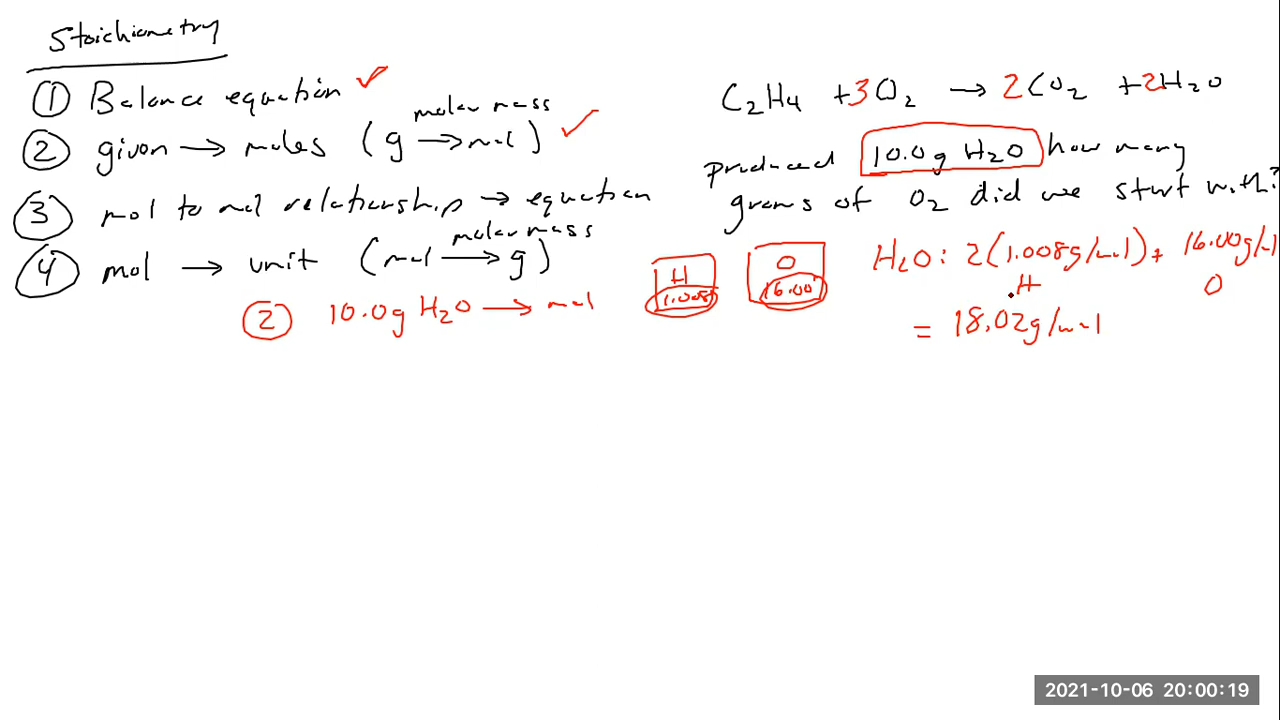 Stoichiometry
① Balance equation ✓
molar mass
② given → moles (g → mol) ✓
③ mol to mol relationship → equation
molar mass
④ mol → unit (mol → g)
② 10.0g H₂O → mol
C₂H₄ + 3O₂ → 2CO₂ + 2H₂O
produced 10.0g H₂O how many
grams of O₂ did we start with?
H
1.008
O
16.00
H₂O: 2(1.008g/mol) + 16.00g/mol
H O
= 18.02g/mol
2021-10-06 20:00:19